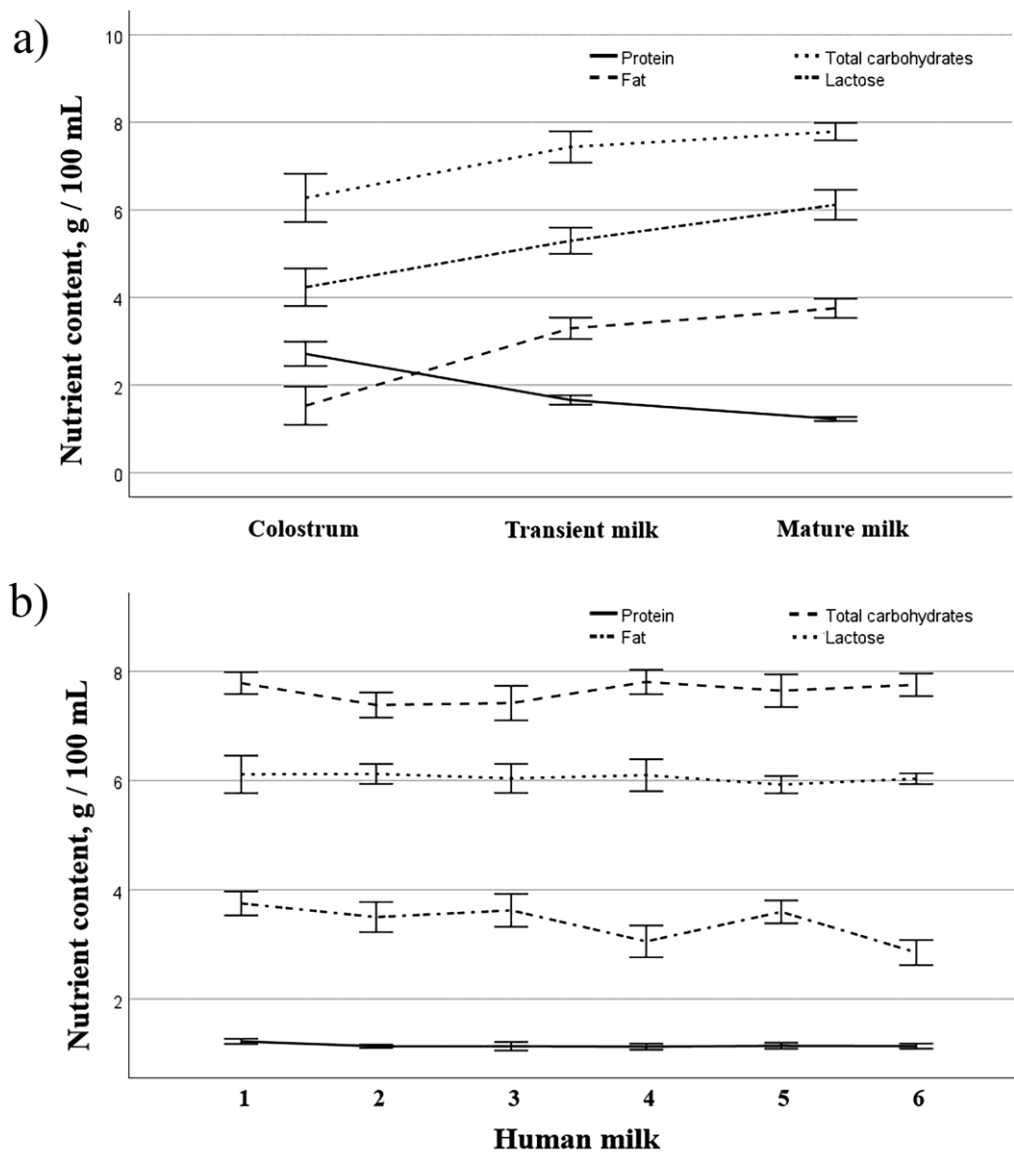 a)
Nutrient content, g / 100 mL
10
8
6
4
2
0
Protein
Fat
Total carbohydrates
Lactose
Colostrum Transient milk Mature milk
b)
Nutrient content, g / 100 mL
8
6
4
2
Protein
Fat
Total carbohydrates
Lactose
1 2 3 4 5 6
Human milk